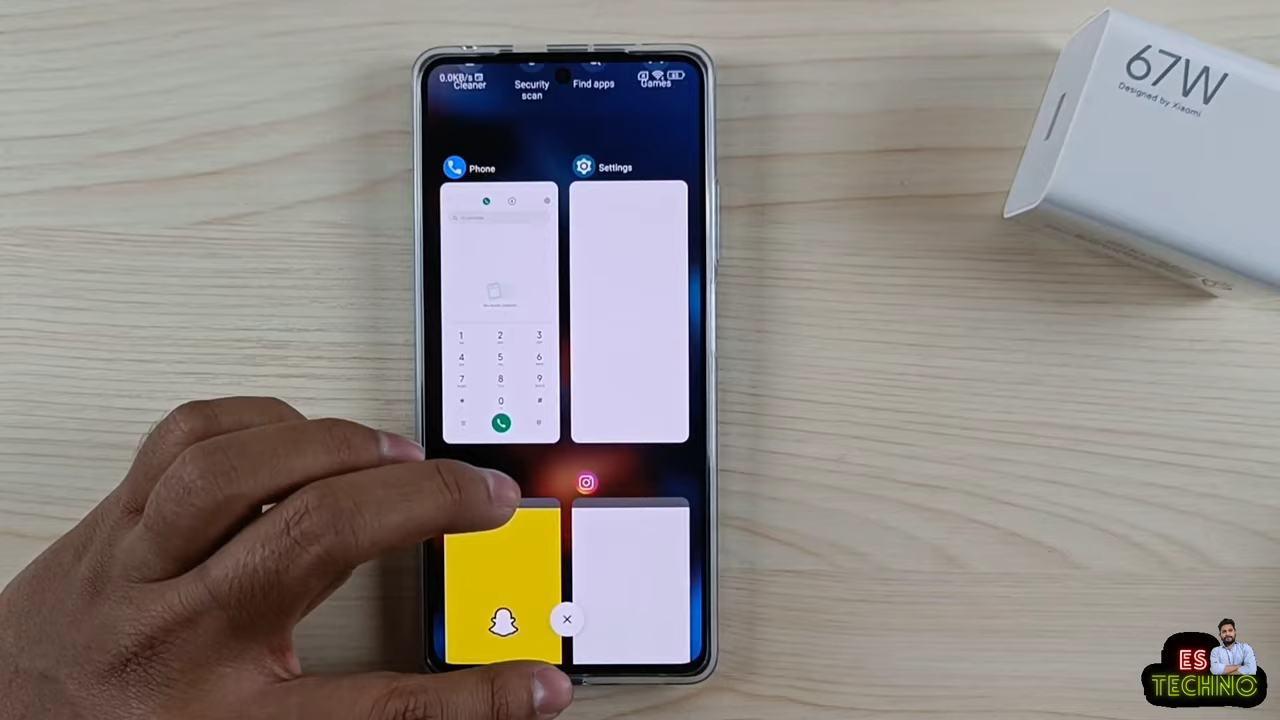 0.0KB/s
Cleaner
Security
scan
Find apps
Games
Phone
Settings
1
2
3
4
5
6
7
8
9
*
0
#
67W
Designed by Xiaomi
ES
TECHNO